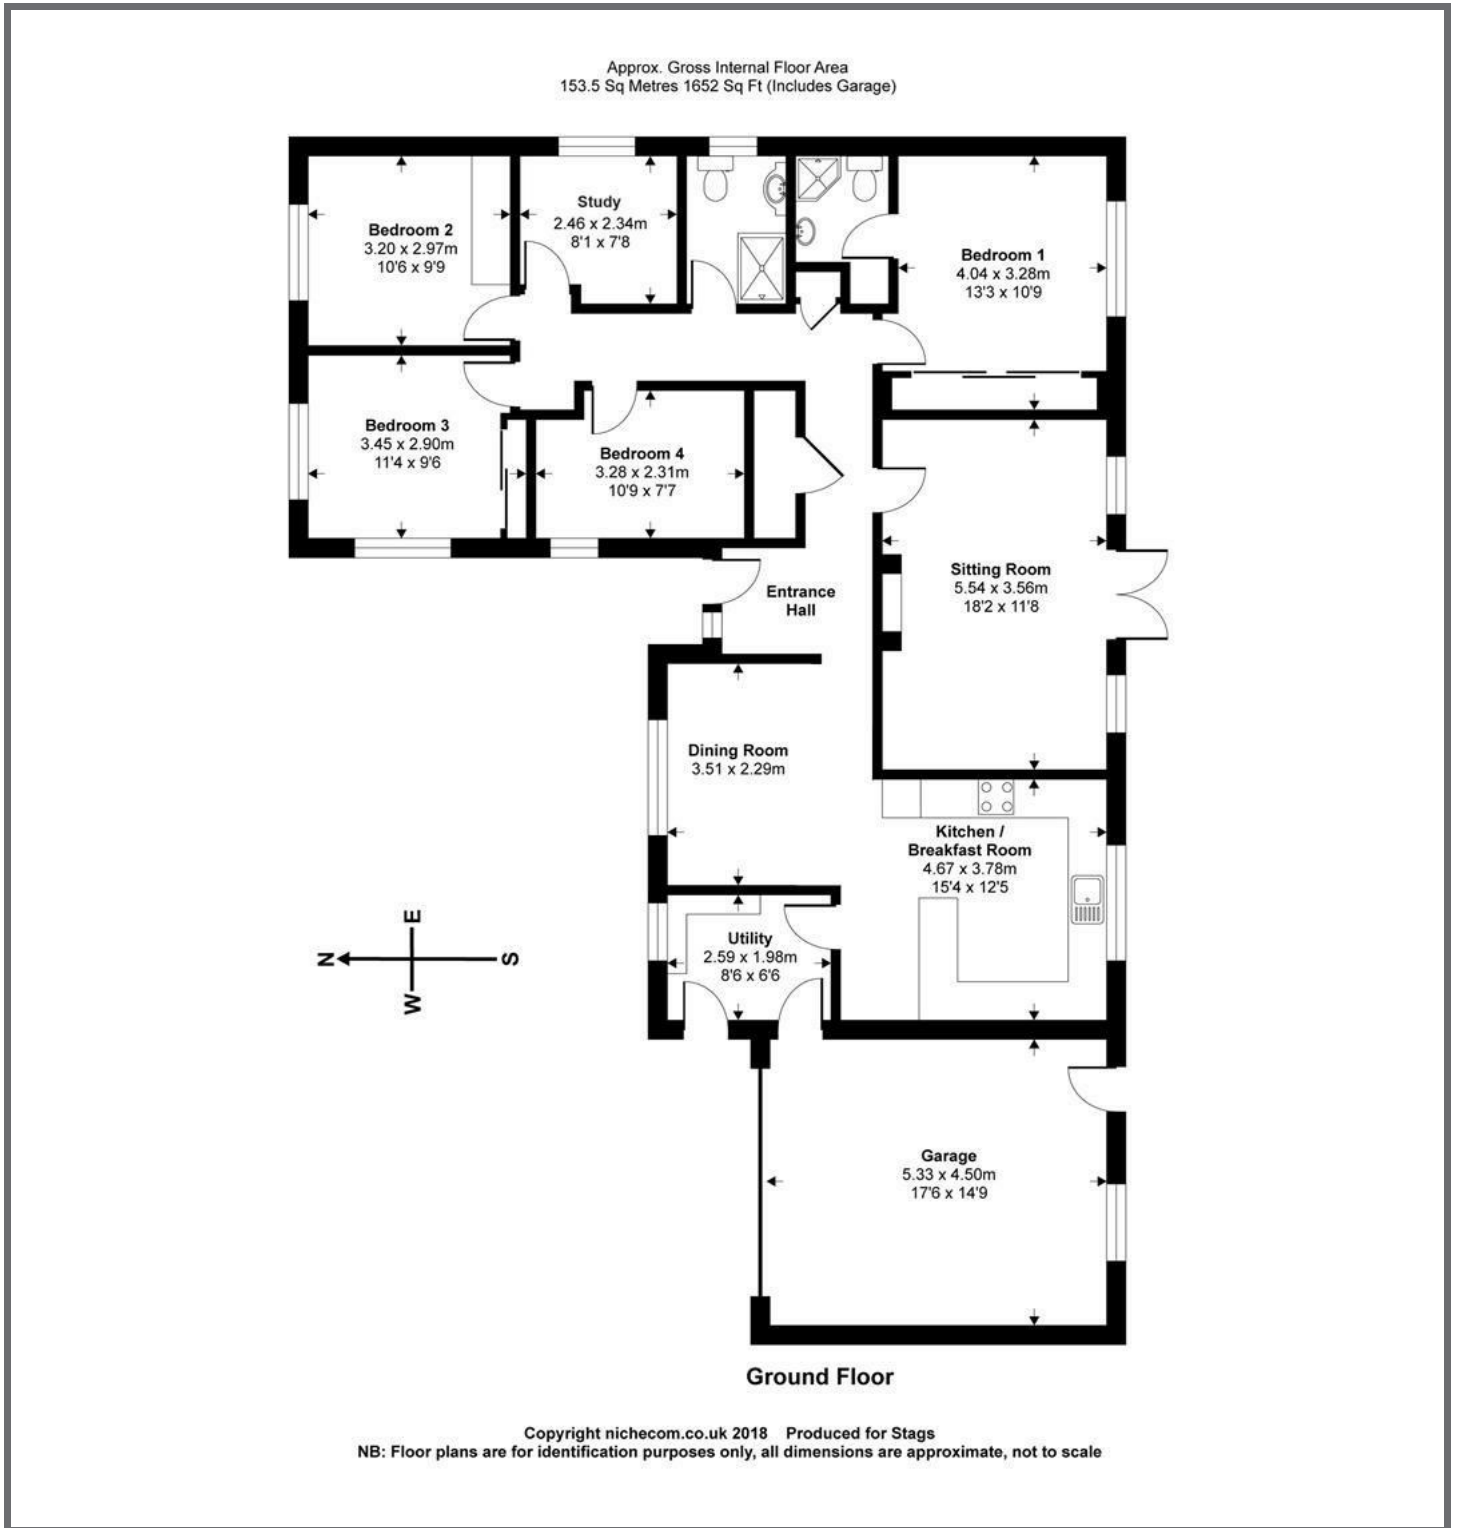 Approx. Gross Internal Floor Area
153.5 Sq Metres 1652 Sq Ft (Includes Garage)
Bedroom 2
3.20 x 2.97m
10'6 x 9'9
Study
2.46 x 2.34m
8'1 x 7'8
Bedroom 1
4.04 x 3.28m
13'3 x 10'9
Bedroom 3
3.45 x 2.90m
11'4 x 9'6
Bedroom 4
3.28 x 2.31m
10'9 x 7'7
Entrance
Hall
Sitting Room
5.54 x 3.56m
18'2 x 11'8
Dining Room
3.51 x 2.29m
Kitchen /
Breakfast Room
4.67 x 3.78m
15'4 x 12'5
Utility
2.59 x 1.98m
8'6 x 6'6
E
N
S
W
Garage
5.33 x 4.50m
17'6 x 14'9
Ground Floor
Copyright nichecom.co.uk 2018 Produced for Stags
NB: Floor plans are for identification purposes only, all dimensions are approximate, not to scale